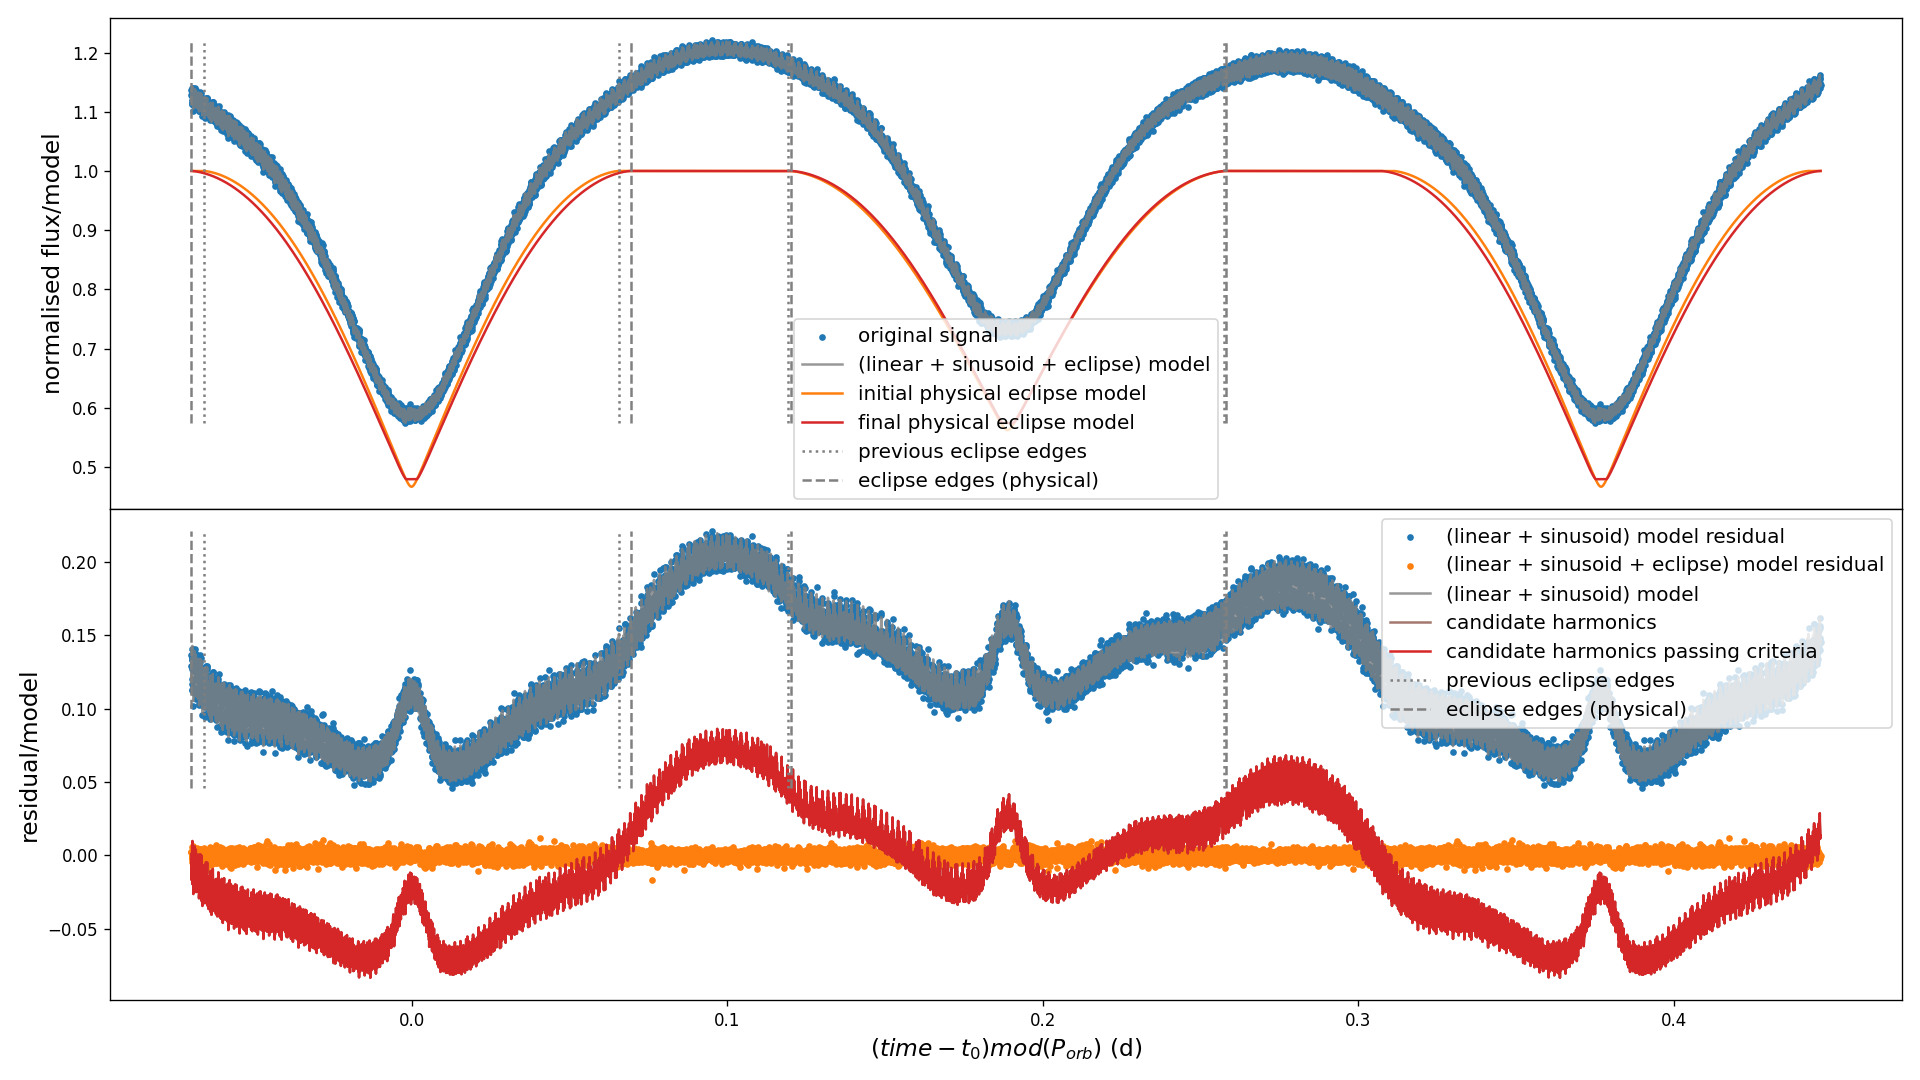 normalised flux/model
1.2
1.1
1.0
0.9
0.8
0.7
0.6
0.5
original signal
(linear + sinusoid + eclipse) model
initial physical eclipse model
final physical eclipse model
previous eclipse edges
eclipse edges (physical)
residual/model
0.20
0.15
0.10
0.05
0.00
−0.05
(linear + sinusoid) model residual
(linear + sinusoid + eclipse) model residual
(linear + sinusoid) model
candidate harmonics
candidate harmonics passing criteria
previous eclipse edges
eclipse edges (physical)
0.0 0.1 0.2 0.3 0.4
(time − t₀)mod(P_orb) (d)